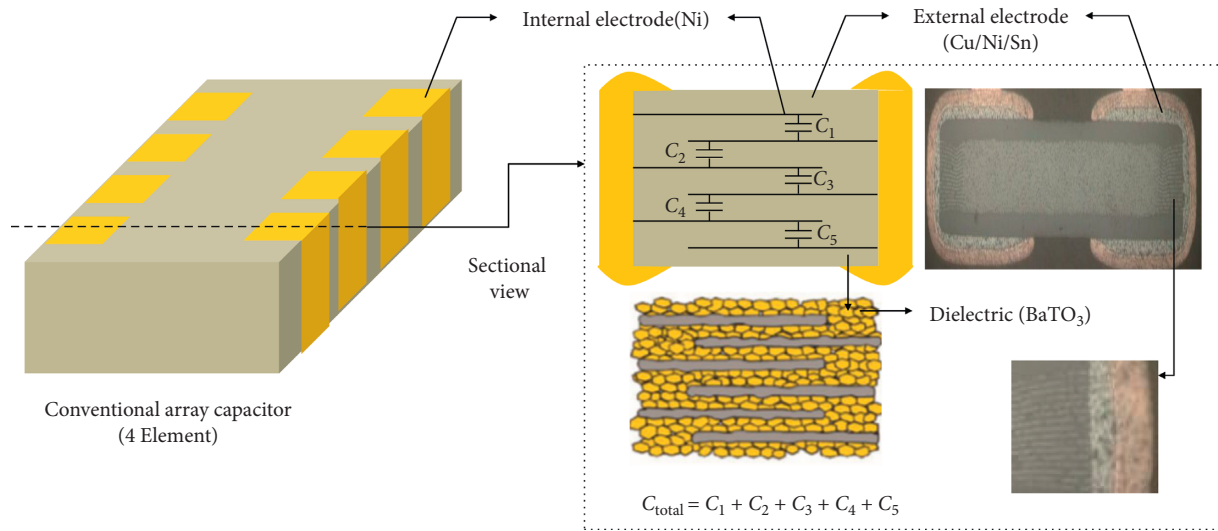 Internal electrode(Ni)
External electrode
(Cu/Ni/Sn)
C₁
C₂
C₃
C₄
C₅
Sectional
view
Dielectric (BaTO₃)
Conventional array capacitor
(4 Element)
C_total = C₁ + C₂ + C₃ + C₄ + C₅